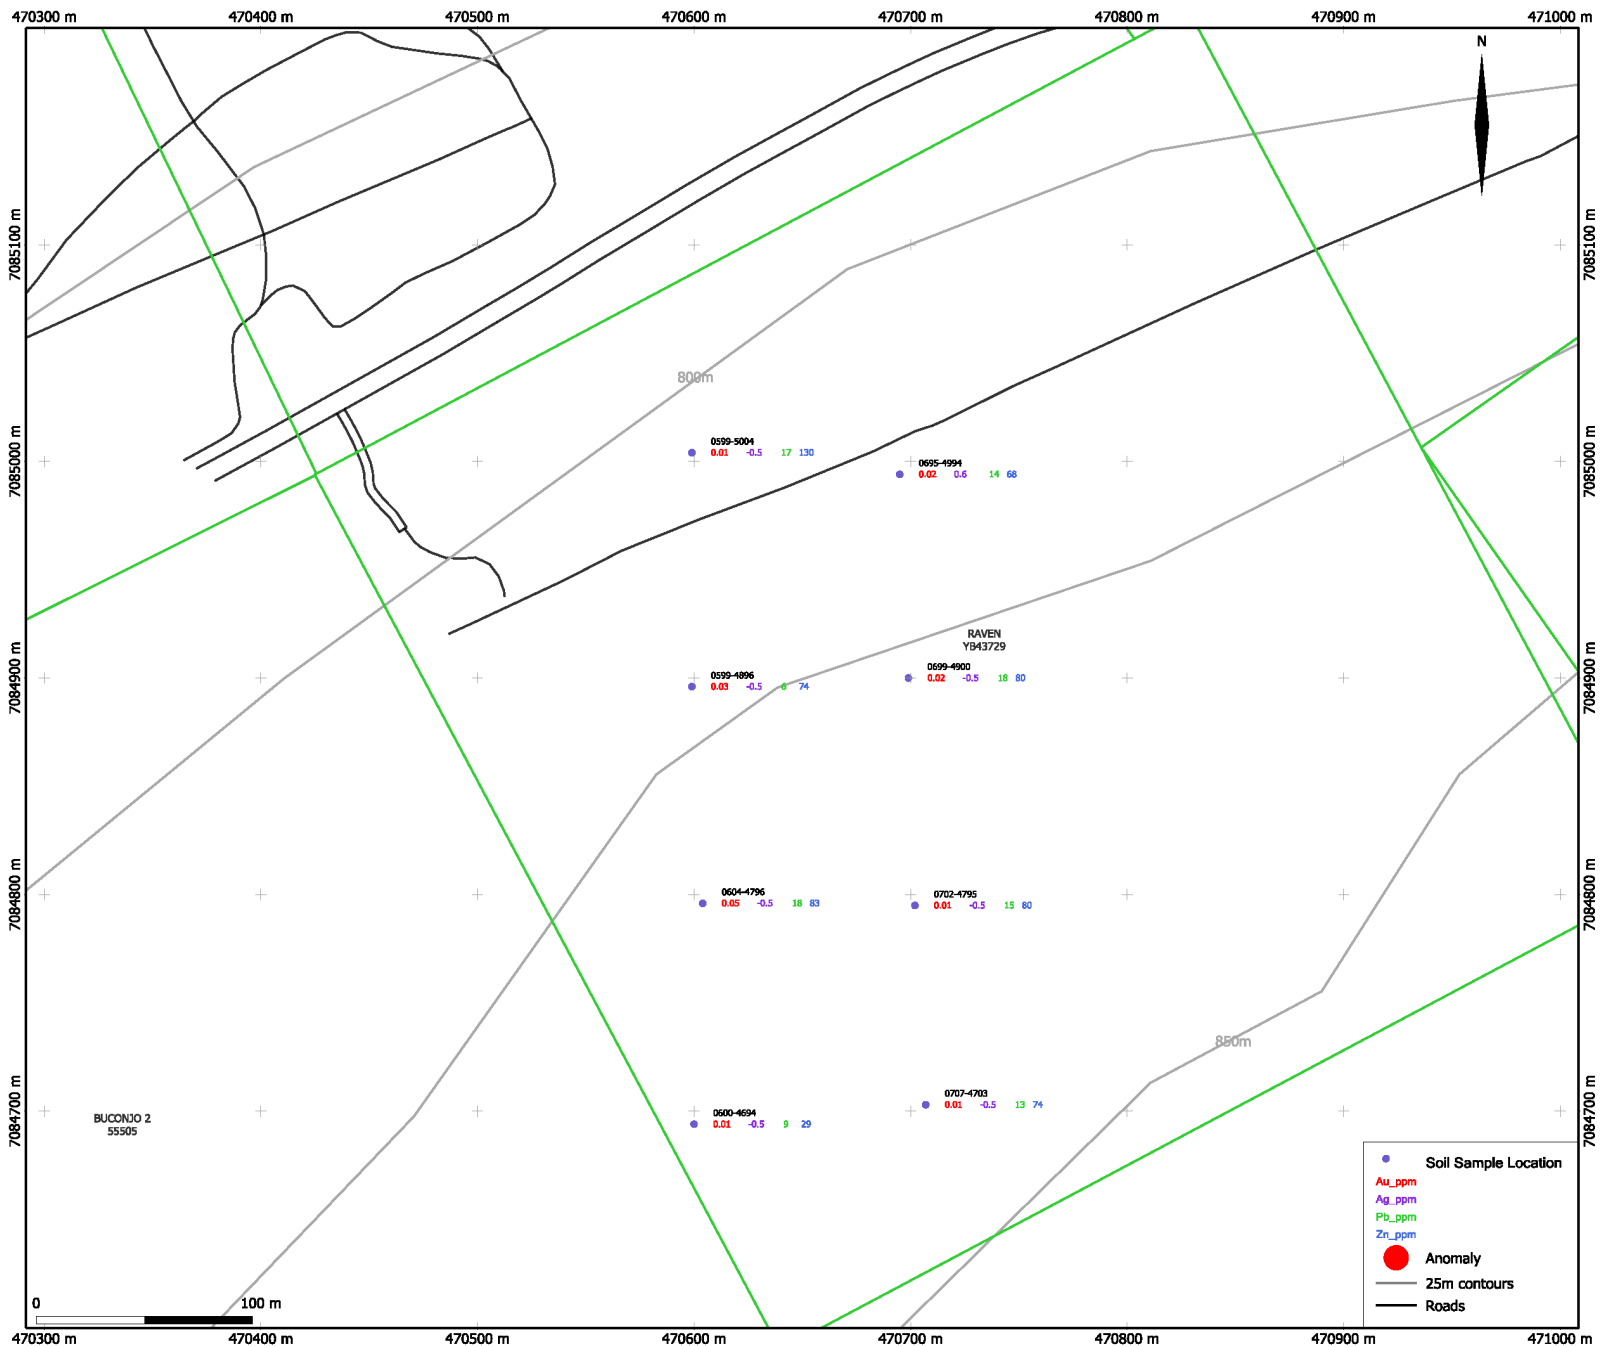 470300 m 470400 m 470500 m 470600 m 470700 m 470800 m 470900 m 471000 m
N
7085100 m 7085100 m
800m
0599-5004
0.01 -0.5 17 130
7085000 m 7085000 m
0695-4994
0.02 0.6 14 68
RAVEN
YB43729
0599-4896
0.03 -0.5 6 74
0699-4900
0.02 -0.5 18 80
7084900 m 7084900 m
0604-4796
0.05 -0.5 18 83
0702-4795
0.01 -0.5 15 60
7084800 m 7084800 m
850m
0707-4703
0.01 -0.5 13 74
0600-4694
0.01 -0.5 9 29
7084700 m 7084700 m
BUCONJO 2
55505
Soil Sample Location
Au_ppm
Ag_ppm
Pb_ppm
Zn_ppm
Anomaly
25m contours
Roads
0 100 m
470300 m 470400 m 470500 m 470600 m 470700 m 470800 m 470900 m 471000 m